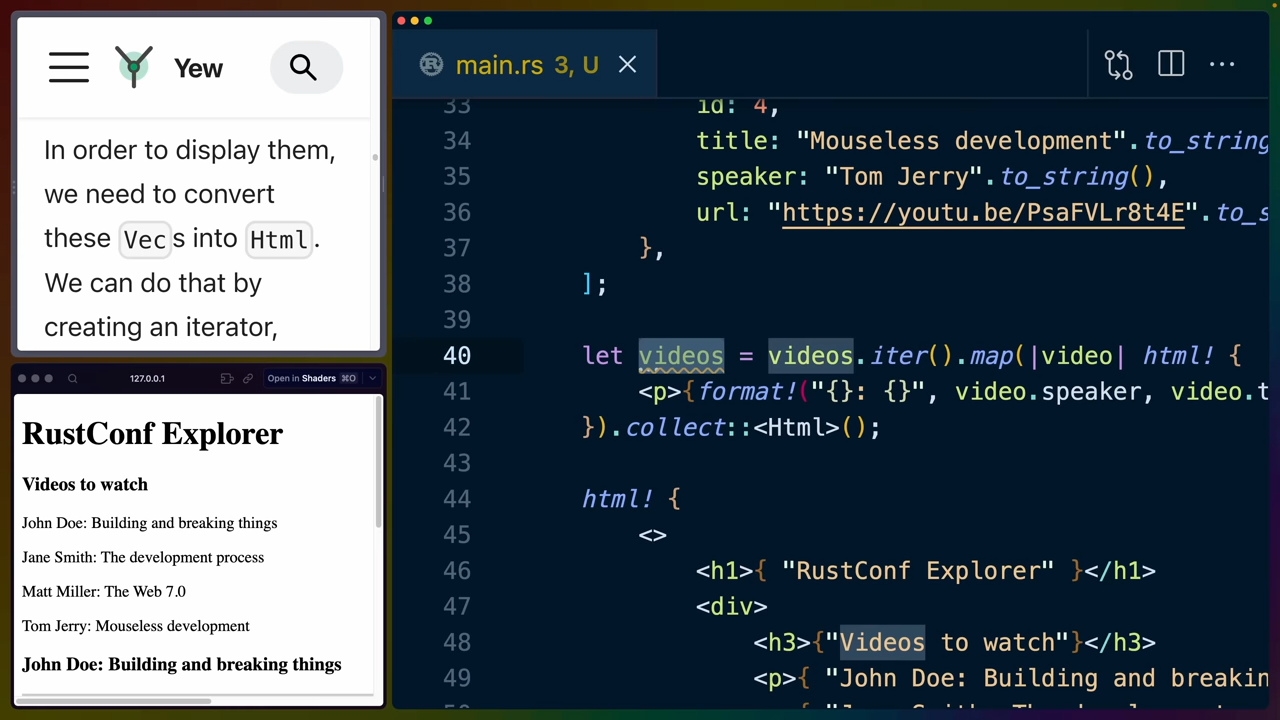 Yew
In order to display them,
we need to convert
these Vecs into Html.
We can do that by
creating an iterator,
127.0.0.1
Open in Shaders ⌘O
RustConf Explorer
Videos to watch
John Doe: Building and breaking things
Jane Smith: The development process
Matt Miller: The Web 7.0
Tom Jerry: Mouseless development
John Doe: Building and breaking things
main.rs 3, U
33 id: 4,
34 title: "Mouseless development".to_string
35 speaker: "Tom Jerry".to_string(),
36 url: "https://youtu.be/PsaFVLr8t4E".to_s
37 },
38 ];
39
40 let videos = videos.iter().map(|video| html! {
41 <p>{format!("{}: {}", video.speaker, video.t
42 }).collect::<Html>();
43
44 html! {
45 <>
46 <h1>{ "RustConf Explorer" }</h1>
47 <div>
48 <h3>{"Videos to watch"}</h3>
49 <p>{ "John Doe: Building and breakin